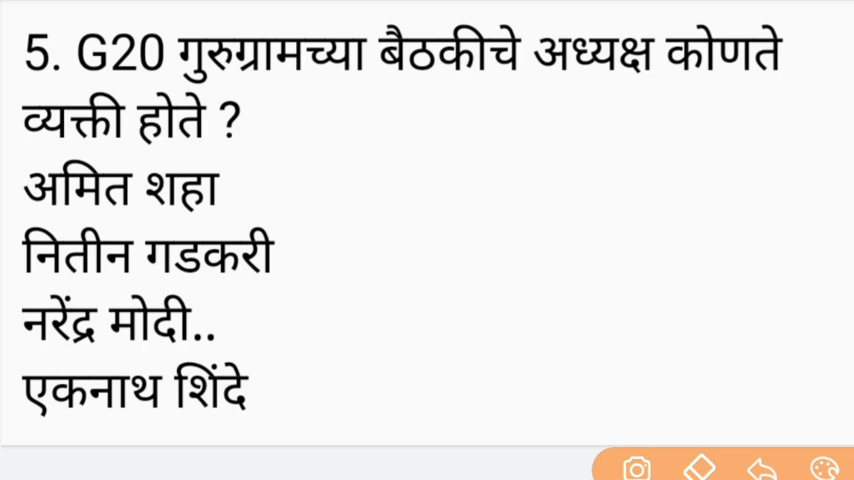 5. G20 गुरुग्रामच्या बैठकीचे अध्यक्ष कोणते
व्यक्ती होते ?
अमित शहा
नितीन गडकरी
नरेंद्र मोदी..
एकनाथ शिंदे